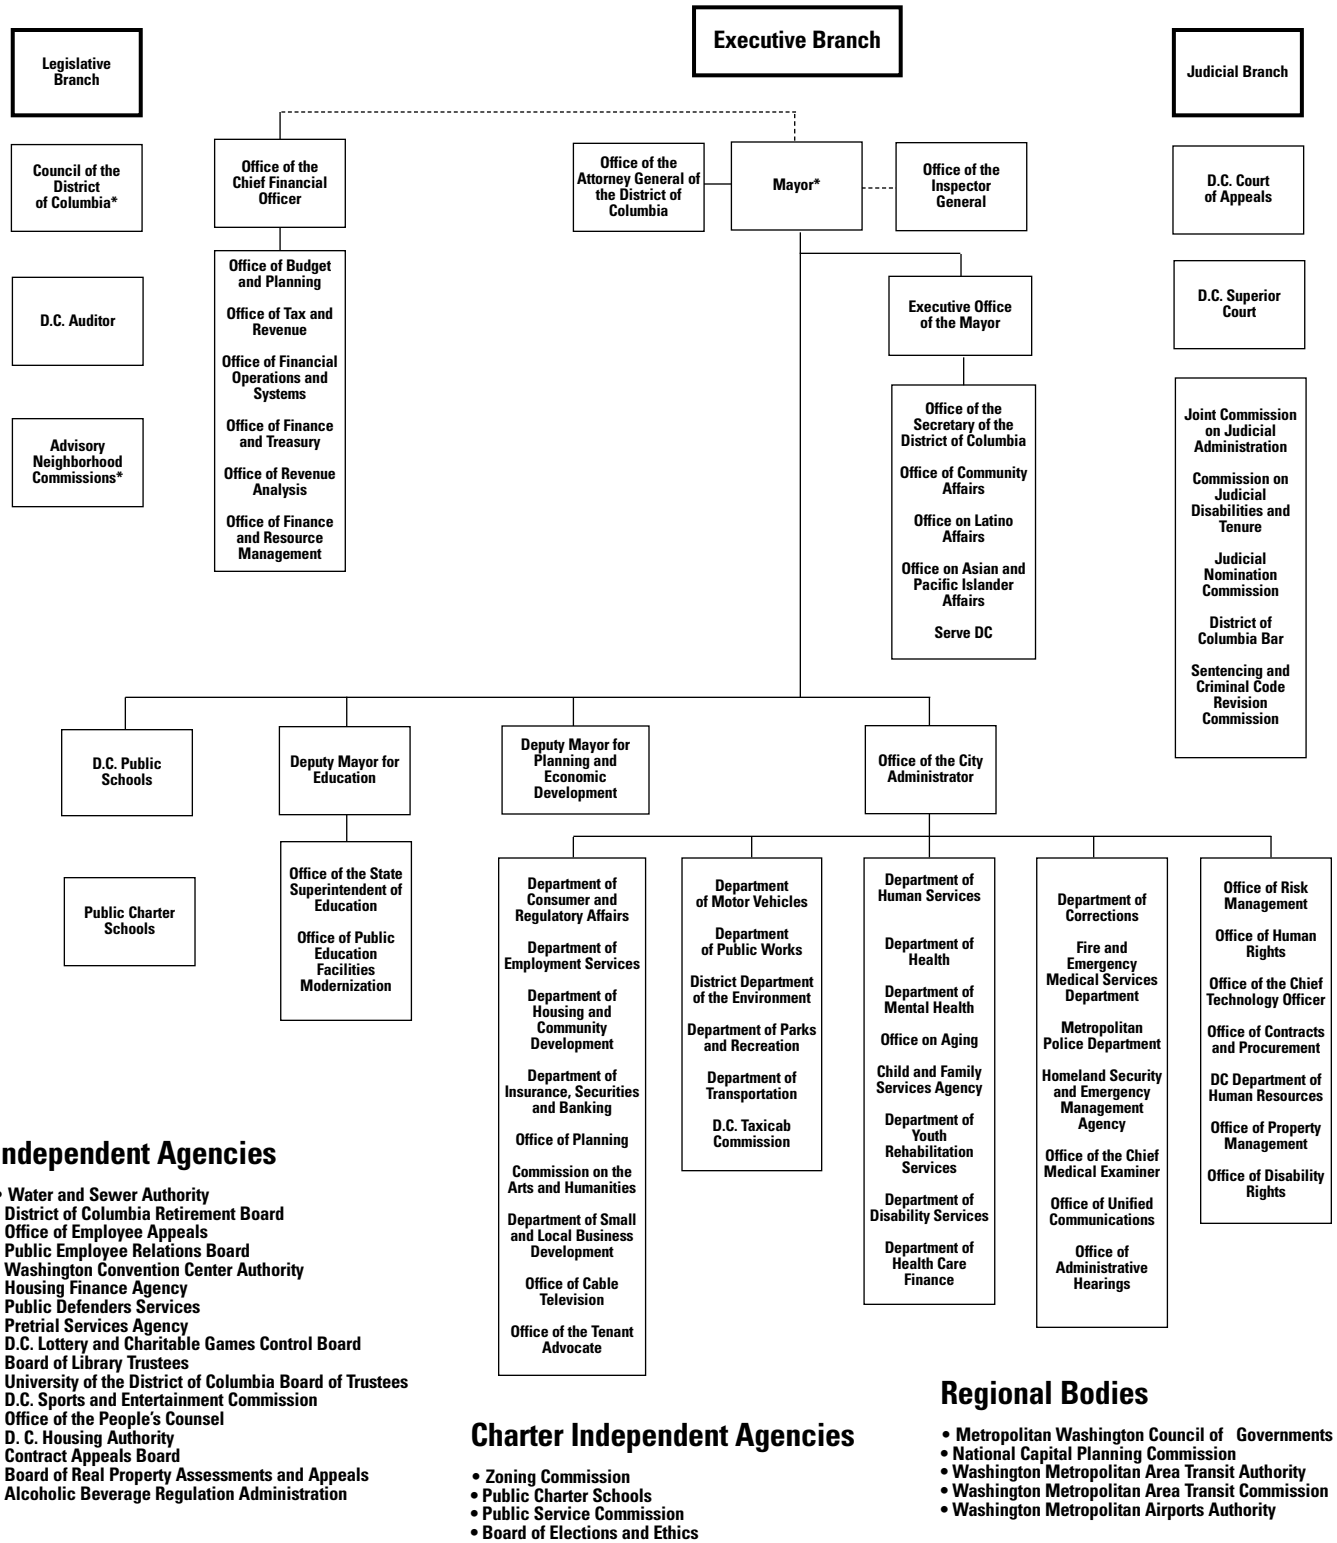 Executive Branch
Legislative
Branch
Judicial Branch
Council of the
District
of Columbia*
D.C. Auditor
Advisory
Neighborhood
Commissions*
Office of the
Chief Financial
Officer
Office of Budget
and Planning
Office of Tax and
Revenue
Office of Financial
Operations and
Systems
Office of Finance
and Treasury
Office of Revenue
Analysis
Office of Finance
and Resource
Management
Office of the
Attorney General of
the District of
Columbia
Mayor*
Office of the
Inspector
General
Executive Office
of the Mayor
Office of the
Secretary of the
District of Columbia
Office of Community
Affairs
Office on Latino
Affairs
Office on Asian and
Pacific Islander
Affairs
Serve DC
D.C. Court
of Appeals
D.C. Superior
Court
Joint Commission
on Judicial
Administration
Commission on
Judicial
Disabilities and
Tenure
Judicial
Nomination
Commission
District of
Columbia Bar
Sentencing and
Criminal Code
Revision
Commission
D.C. Public
Schools
Public Charter
Schools
Deputy Mayor for
Education
Office of the State
Superintendent of
Education
Office of Public
Education
Facilities
Modernization
Deputy Mayor for
Planning and
Economic
Development
Office of the City
Administrator
Department of
Consumer and
Regulatory Affairs
Department of
Employment Services
Department of
Housing and
Community
Development
Department of
Insurance, Securities
and Banking
Office of Planning
Commission on the
Arts and Humanities
Department of Small
and Local Business
Development
Office of Cable
Television
Office of the Tenant
Advocate
Department
of Motor Vehicles
Department
of Public Works
District Department
of the Environment
Department of Parks
and Recreation
Department of
Transportation
D.C. Taxicab
Commission
Department of
Human Services
Department of
Health
Department of
Mental Health
Office on Aging
Child and Family
Services Agency
Department of
Youth
Rehabilitation
Services
Department of
Disability Services
Department of
Health Care
Finance
Department of
Corrections
Fire and
Emergency
Medical Services
Department
Metropolitan
Police Department
Homeland Security
and Emergency
Management
Agency
Office of the Chief
Medical Examiner
Office of Unified
Communications
Office of
Administrative
Hearings
Office of Risk
Management
Office of Human
Rights
Office of the Chief
Technology Officer
Office of Contracts
and Procurement
DC Department of
Human Resources
Office of Property
Management
Office of Disability
Rights
ndependent Agencies
• Water and Sewer Authority
District of Columbia Retirement Board
Office of Employee Appeals
Public Employee Relations Board
Washington Convention Center Authority
Housing Finance Agency
Public Defenders Services
Pretrial Services Agency
D.C. Lottery and Charitable Games Control Board
Board of Library Trustees
University of the District of Columbia Board of Trustees
D.C. Sports and Entertainment Commission
Office of the People's Counsel
D. C. Housing Authority
Contract Appeals Board
Board of Real Property Assessments and Appeals
Alcoholic Beverage Regulation Administration
Charter Independent Agencies
• Zoning Commission
• Public Charter Schools
• Public Service Commission
• Board of Elections and Ethics
Regional Bodies
• Metropolitan Washington Council of Governments
• National Capital Planning Commission
• Washington Metropolitan Area Transit Authority
• Washington Metropolitan Area Transit Commission
• Washington Metropolitan Airports Authority